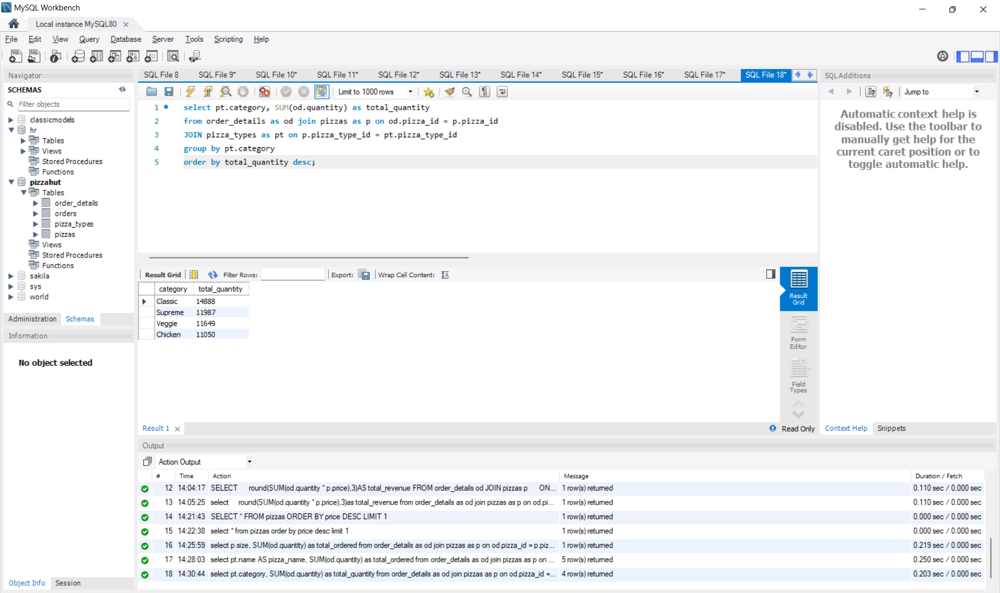 MySQL Workbench
Local instance MySQL80
File Edit View Query Database Server Tools Scripting Help
Navigator
SCHEMAS
Filter objects
classicmodels
hr
Tables
Views
Stored Procedures
Functions
pizzahut
Tables
order_details
orders
pizza_types
pizzas
Views
Stored Procedures
Functions
sakila
sys
world
Administration Schemas
Information
No object selected
Object Info Session
SQL File 8 SQL File 9* SQL File 10* SQL File 11* SQL File 12* SQL File 13* SQL File 14* SQL File 15* SQL File 16* SQL File 17* SQL File 18*
Limit to 1000 rows
1 select pt.category, SUM(od.quantity) as total_quantity
2 from order_details as od join pizzas as p on od.pizza_id = p.pizza_id
3 JOIN pizza_types as pt on p.pizza_type_id = pt.pizza_type_id
4 group by pt.category
5 order by total_quantity desc;
Result Grid Filter Rows: Export: Wrap Cell Content:
category total_quantity
Classic 14888
Supreme 11987
Veggie 11649
Chicken 11050
Result Grid
Form Editor
Field Types
Result 1
Read Only
SQLAdditions
Jump to
Automatic context help is
disabled. Use the toolbar to
manually get help for the
current caret position or to
toggle automatic help.
Context Help Snippets
Output
Action Output
# Time Action Message Duration / Fetch
12 14:04:17 SELECT round(SUM(od.quantity * p.price),3)AS total_revenue FROM order_details od JOIN pizzas p ON... 1 row(s) returned 0.110 sec / 0.000 sec
13 14:05:25 select round(SUM(od.quantity * p.price),3)as total_revenue from order_details as od join pizzas as p on od.pi... 1 row(s) returned 0.110 sec / 0.000 sec
14 14:21:43 SELECT * FROM pizzas ORDER BY price DESC LIMIT 1 1 row(s) returned 0.000 sec / 0.000 sec
15 14:22:38 select * from pizzas order by price desc limit 1 1 row(s) returned 0.000 sec / 0.000 sec
16 14:25:59 select p.size, SUM(od.quantity) as total_ordered from order_details as od join pizzas as p on od.pizza_id = p.piz... 1 row(s) returned 0.219 sec / 0.000 sec
17 14:28:03 select pt.name AS pizza_name, SUM(od.quantity) as total_ordered from order_details as od join pizzas as p on ... 5 row(s) returned 0.250 sec / 0.000 sec
18 14:30:44 select pt.category, SUM(od.quantity) as total_quantity from order_details as od join pizzas as p on od.pizza_id =... 4 row(s) returned 0.203 sec / 0.000 sec